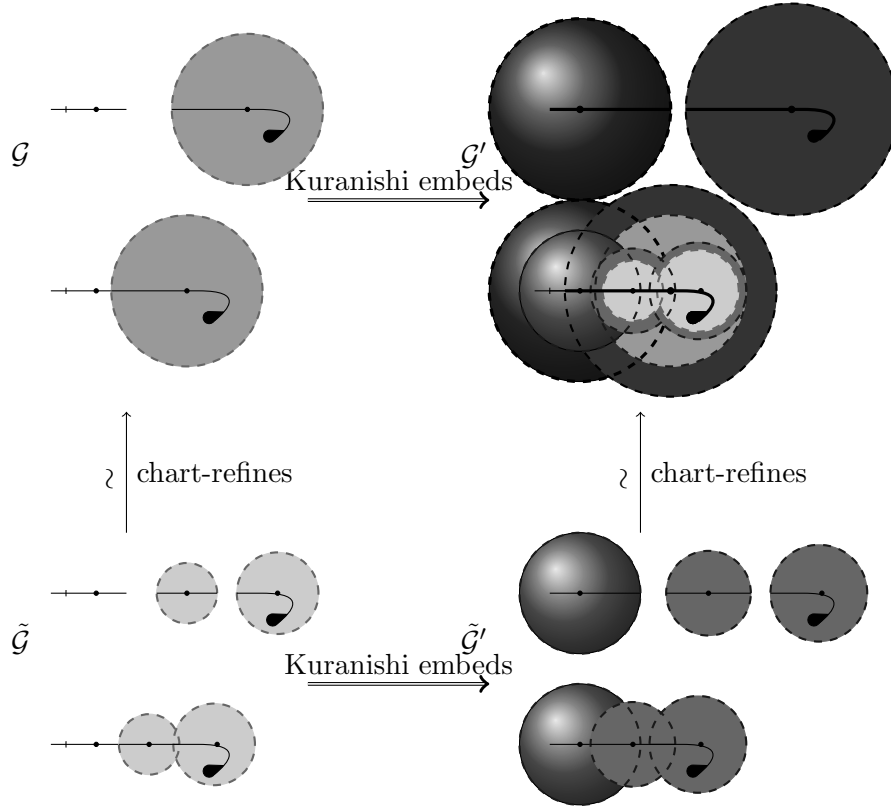 𝒢
Kuranishi embeds
𝒢′
∼
chart-refines
∼
chart-refines
𝒢̃
Kuranishi embeds
𝒢̃′